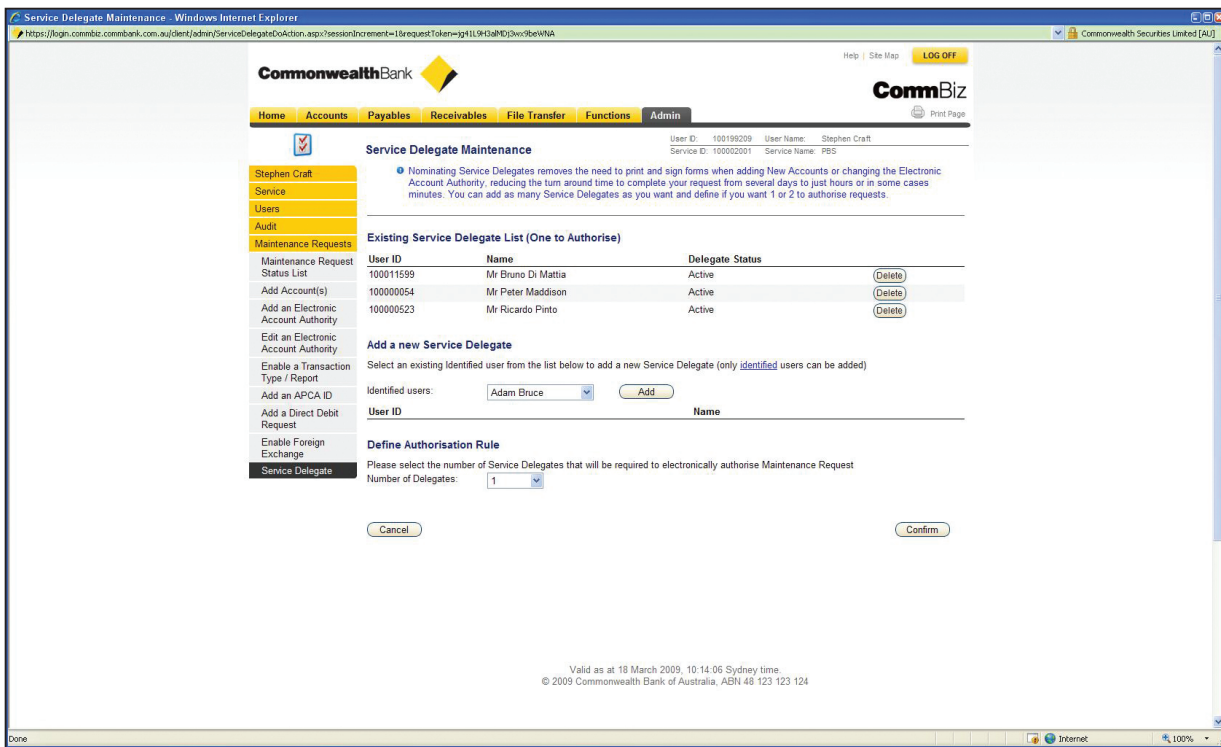 Service Delegate Maintenance - Windows Internet Explorer
https://login.commbiz.commbank.com.au/client/admin/ServiceDelegateDoAction.aspx?sessionIncrement=1&requestToken=jg41L9H3alMDj3wx9beWNA
Commonwealth Securities Limited [AU]
Help | Site Map LOG OFF
CommonwealthBank
CommBiz
Home Accounts Payables Receivables File Transfer Functions Admin
Print Page
User ID: 100199209 User Name: Stephen Craft
Service Delegate Maintenance
Service ID: 100002001 Service Name: PBS
Nominating Service Delegates removes the need to print and sign forms when adding New Accounts or changing the Electronic
Account Authority, reducing the turn around time to complete your request from several days to just hours or in some cases
minutes. You can add as many Service Delegates as you want and define if you want 1 or 2 to authorise requests.
Stephen Craft
Service
Users
Audit
Maintenance Requests
Maintenance Request
Status List
Add Account(s)
Add an Electronic
Account Authority
Edit an Electronic
Account Authority
Enable a Transaction
Type / Report
Add an APCA ID
Add a Direct Debit
Request
Enable Foreign
Exchange
Service Delegate
Existing Service Delegate List (One to Authorise)
User ID Name Delegate Status
100011599 Mr Bruno Di Mattia Active Delete
100000054 Mr Peter Maddison Active Delete
100000523 Mr Ricardo Pinto Active Delete
Add a new Service Delegate
Select an existing Identified user from the list below to add a new Service Delegate (only identified users can be added)
Identified users: Adam Bruce Add
User ID Name
Define Authorisation Rule
Please select the number of Service Delegates that will be required to electronically authorise Maintenance Request
Number of Delegates: 1
Cancel Confirm
Valid as at 18 March 2009, 10:14:06 Sydney time.
© 2009 Commonwealth Bank of Australia, ABN 48 123 123 124
Done Internet 100%